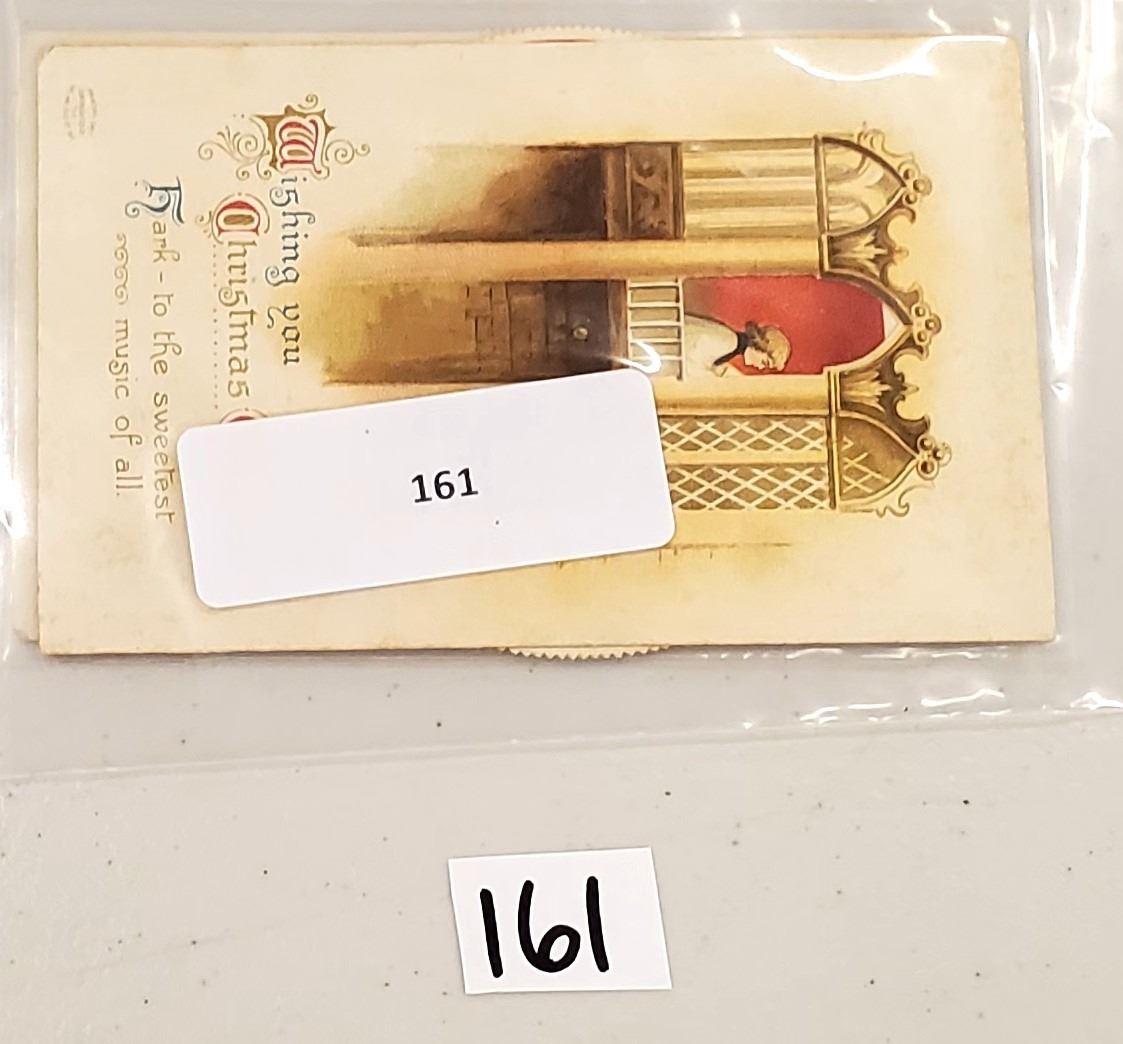 Wishing you
Christmas
Hark - to the sweetest
music of all.
161
161